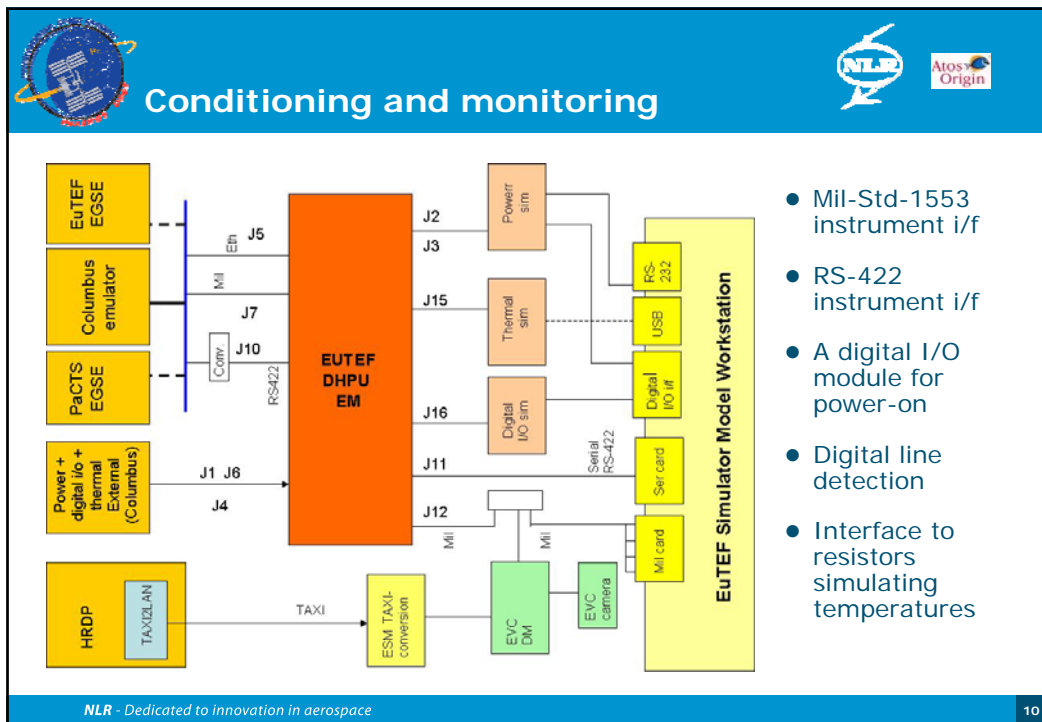 NLR
Atos
Origin
Conditioning and monitoring
EuTEF
EGSE
Columbus
emulator
PaCTS
EGSE
Power +
digital i/o +
thermal
External
(Columbus)
HRDP
TAXI2LAN
Eth
J5
Mil
J7
Conv.
J10
RS422
J1 J6
J4
TAXI
EUTEF
DHPU
EM
ESM TAXI-
conversion
J2
J3
J15
J16
J11
J12
Mil
Mil
Powerr
sim
Thermal
sim
Digital
I/O sim
Serial
RS-422
EVC
DM
EVC
camera
RS-
232
USB
Digital
I/O i/f
Ser card
Mil card
EuTEF Simulator Model Workstation
● Mil-Std-1553
instrument i/f
● RS-422
instrument i/f
● A digital I/O
module for
power-on
● Digital line
detection
● Interface to
resistors
simulating
temperatures
NLR - Dedicated to innovation in aerospace
10